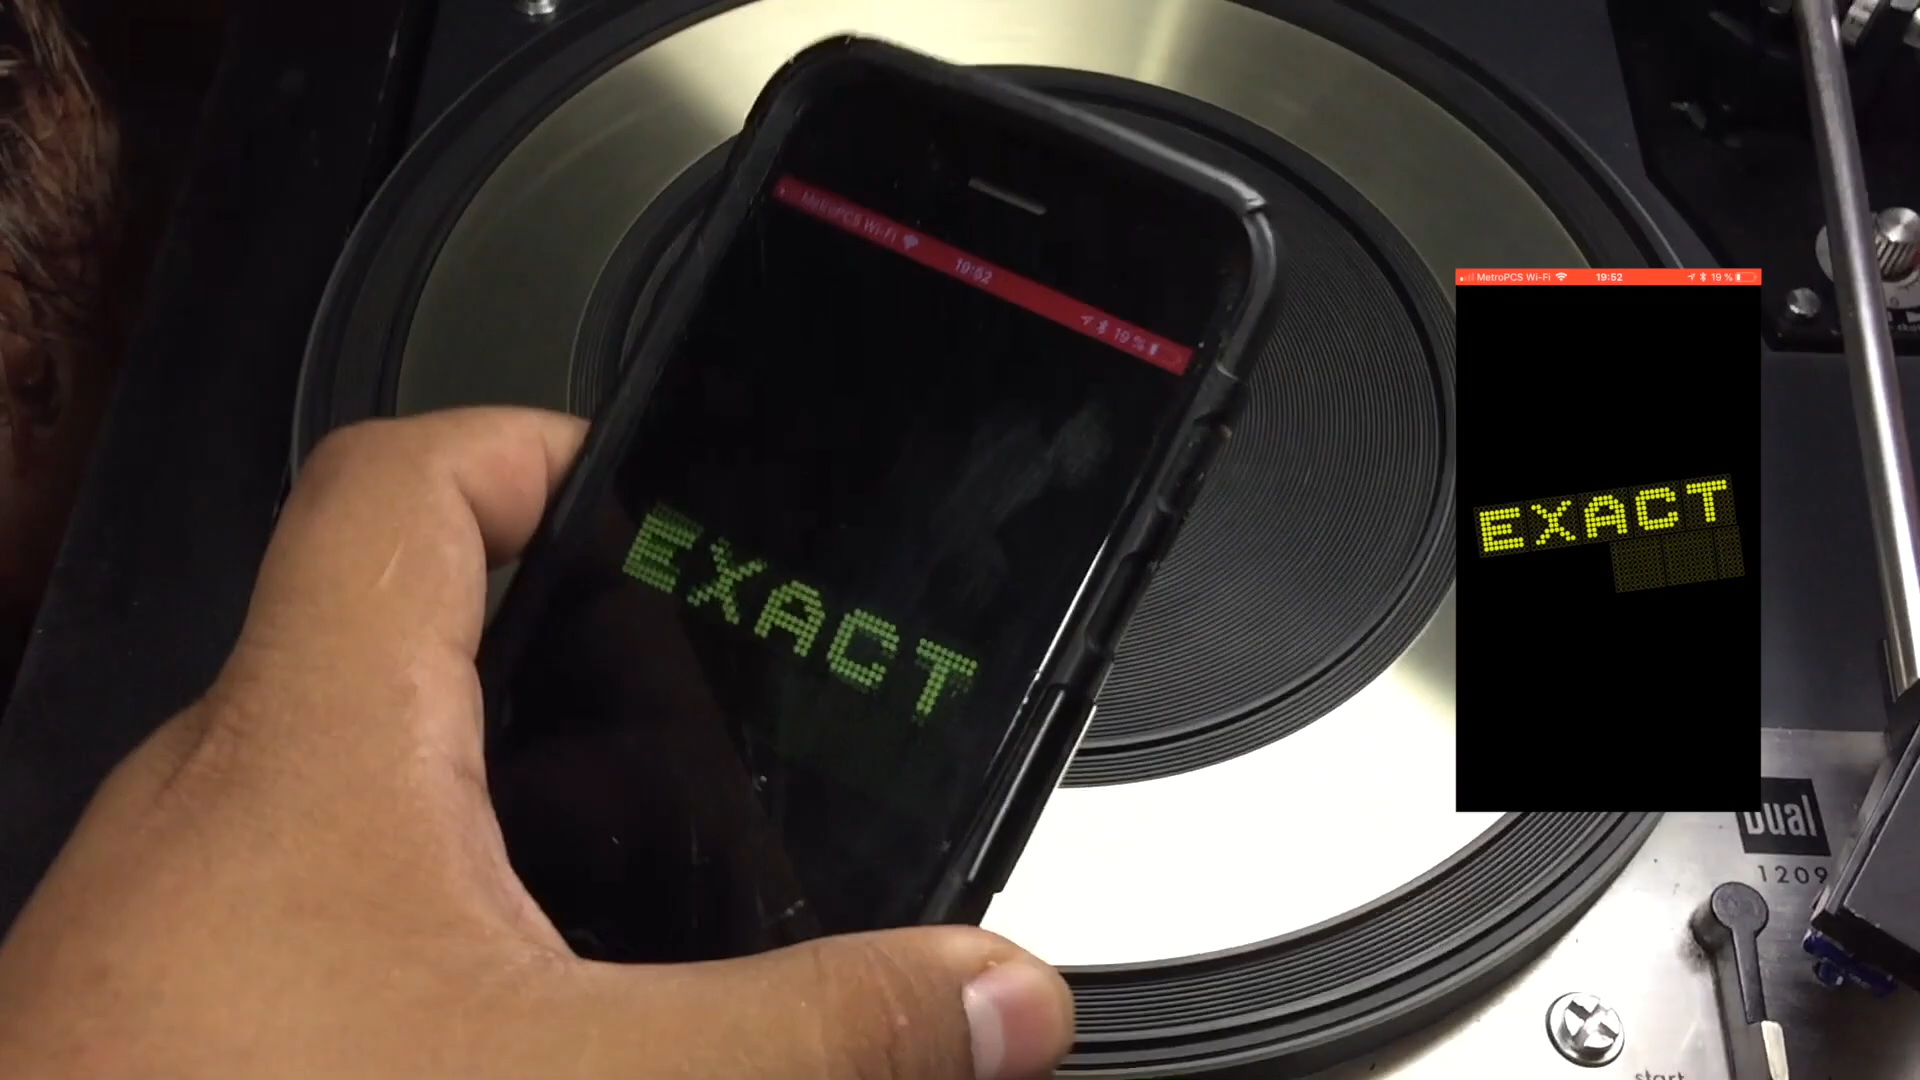 MetroPCS Wi-Fi 19:52 19 %
EXACT
MetroPCS Wi-Fi 19:52 19 %
EXACT
Dual
1209
start